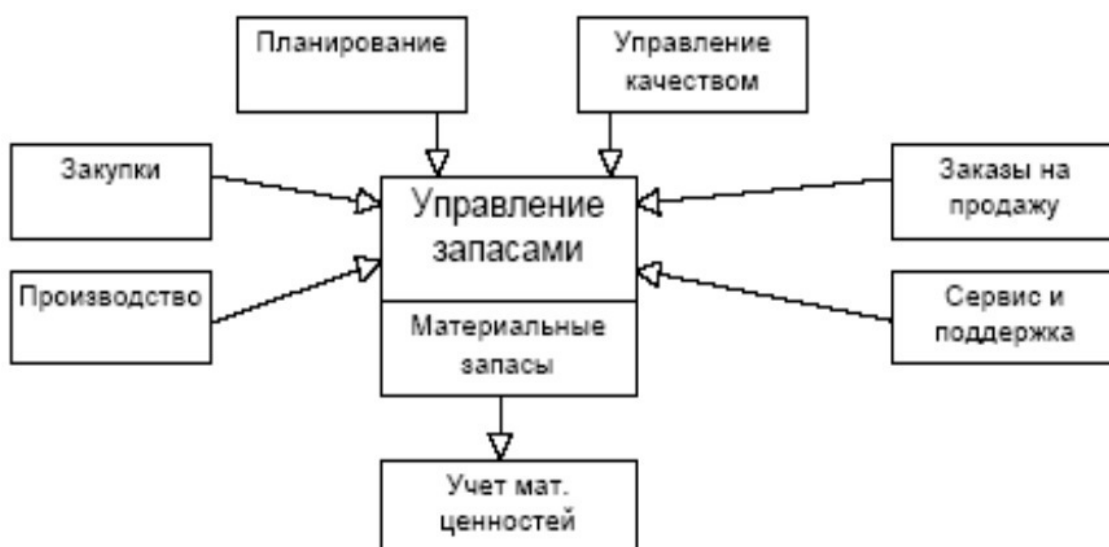 Планирование
Управление
качеством
Закупки
Управление
запасами
Заказы на
продажу
Производство
Материальные
запасы
Сервис и
поддержка
Учет мат.
ценностей